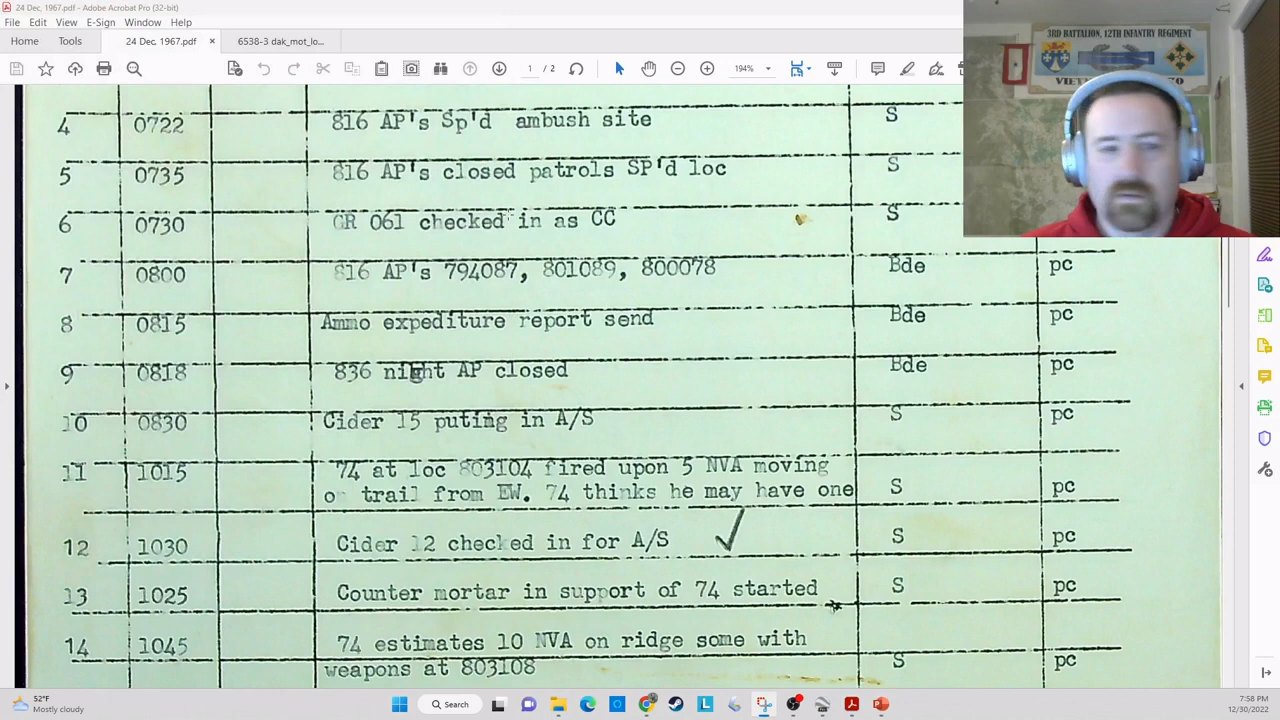 24 Dec, 1967.pdf - Adobe Acrobat Pro (32-bit)
File Edit View E-Sign Window Help
Home Tools 24 Dec, 1967.pdf × 6538-3 dak_mot_lo...
1 / 2 194%
3RD BATTALION, 12TH INFANTRY REGIMENT
4 0722 816 AP's Sp'd ambush site S
5 0735 816 AP's closed patrols SP'd loc S
6 0730 GR 061 checked in as CC S
7 0800 816 AP's 794087, 801089, 800078 Bde pc
8 0815 Ammo expediture report send Bde pc
9 0818 836 night AP closed Bde pc
10 0830 Cider 15 puting in A/S S pc
11 1015 74 at loc 803104 fired upon 5 NVA moving
on trail from EW. 74 thinks he may have one S pc
12 1030 Cider 12 checked in for A/S S pc
13 1025 Counter mortar in support of 74 started S pc
14 1045 74 estimates 10 NVA on ridge some with
weapons at 803108 S pc
52°F
Mostly cloudy
Search
7:58 PM
12/30/2022